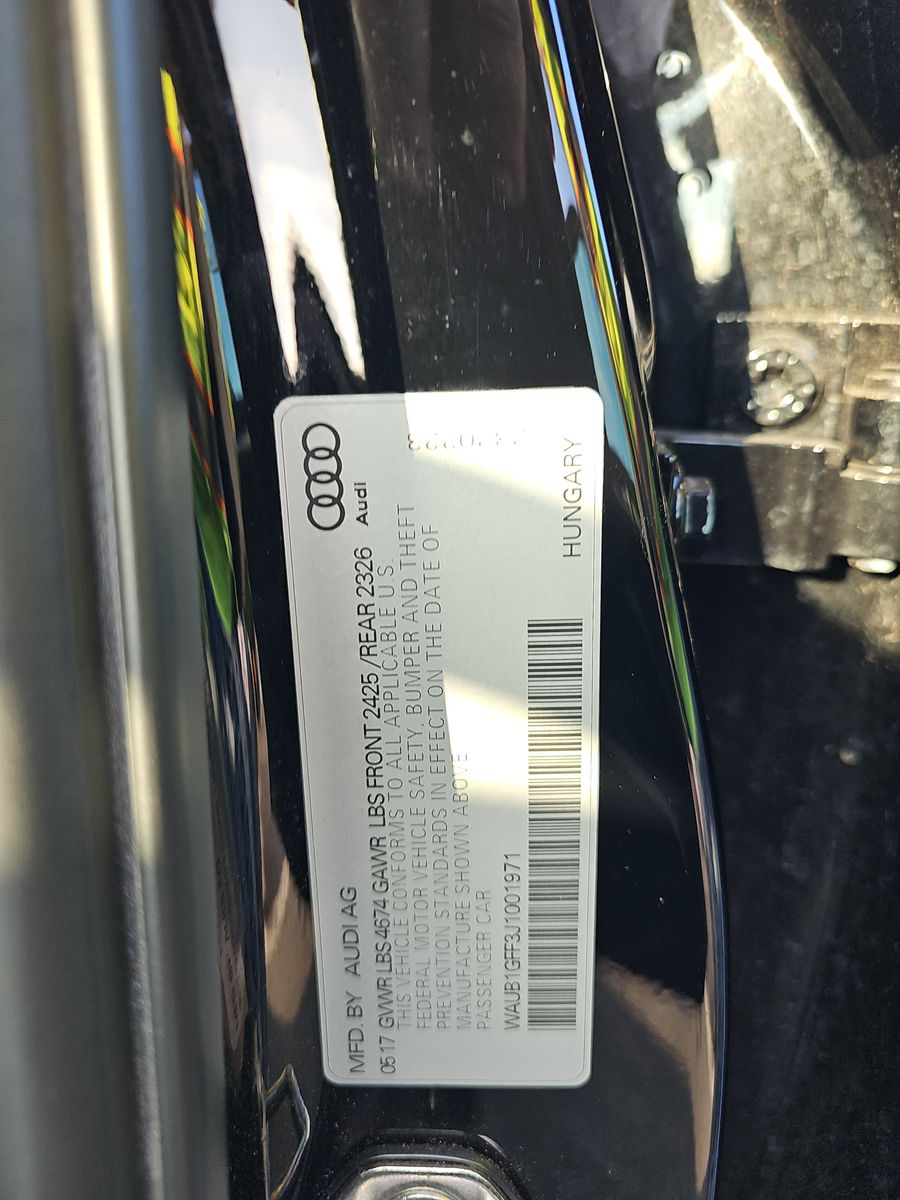 MFD. BY AUDI AG
05 17 GVWR LBS 4674 GAWR LBS FRONT 2425 / REAR 2326
Audi
THIS VEHICLE CONFORMS TO ALL APPLICABLE U.S.
FEDERAL MOTOR VEHICLE SAFETY, BUMPER AND THEFT
PREVENTION STANDARDS IN EFFECT ON THE DATE OF
MANUFACTURE SHOWN ABOVE
PASSENGER CAR
WAUB1GFF3J1001971
HUNGARY